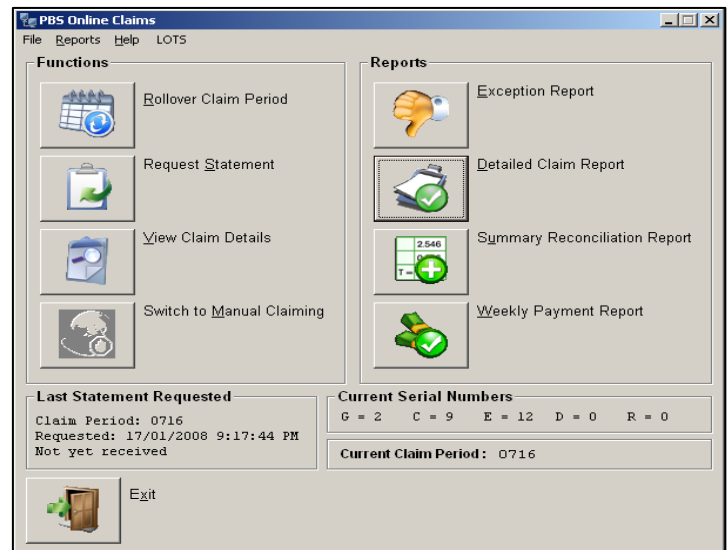 PBS Online Claims
File Reports Help LOTS
Functions
Rollover Claim Period
Request Statement
View Claim Details
Switch to Manual Claiming
Reports
Exception Report
Detailed Claim Report
2.546
T=
Summary Reconciliation Report
Weekly Payment Report
Last Statement Requested
Claim Period: 0716
Requested: 17/01/2008 9:17:44 PM
Not yet received
Current Serial Numbers
G = 2 C = 9 E = 12 D = 0 R = 0
Current Claim Period: 0716
Exit